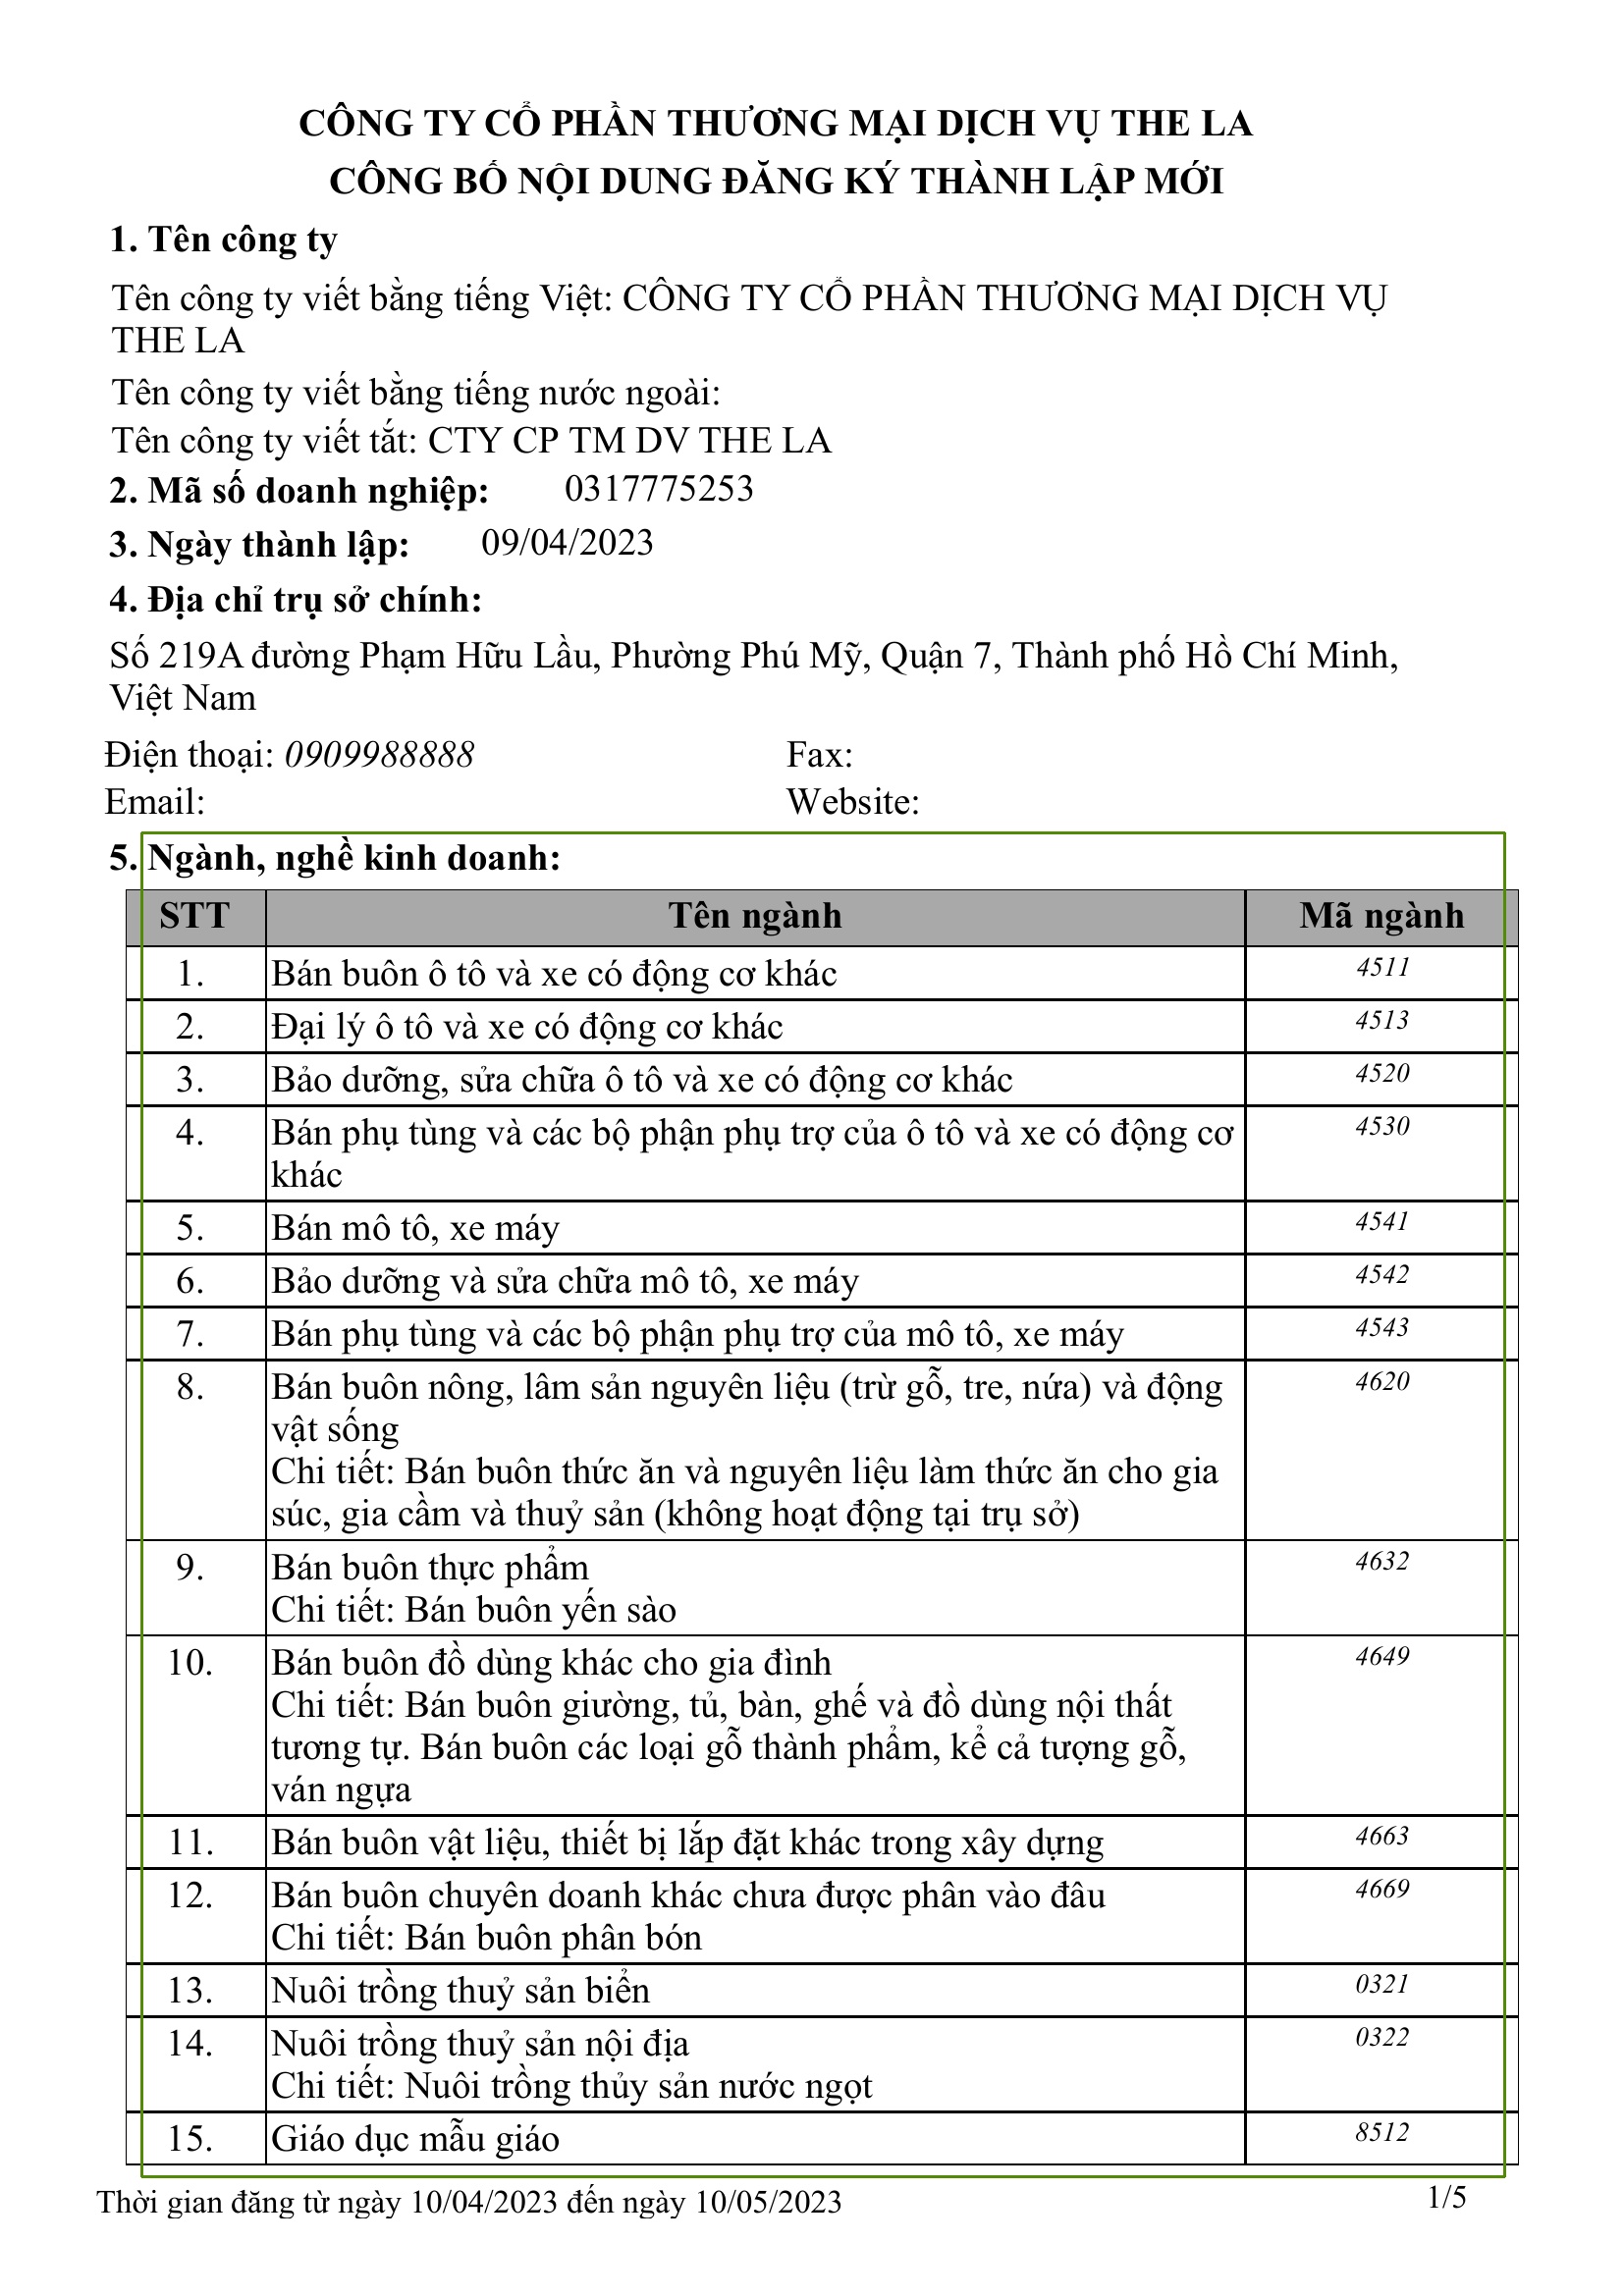 CÔNG TY CỔ PHẦN THƯƠNG MẠI DỊCH VỤ THE LA
CÔNG BỐ NỘI DUNG ĐĂNG KÝ THÀNH LẬP MỚI
1. Tên công ty
Tên công ty viết bằng tiếng Việt: CÔNG TY CỔ PHẦN THƯƠNG MẠI DỊCH VỤ
THE LA
Tên công ty viết bằng tiếng nước ngoài:
Tên công ty viết tắt: CTY CP TM DV THE LA
2. Mã số doanh nghiệp: 0317775253
3. Ngày thành lập: 09/04/2023
4. Địa chỉ trụ sở chính:
Số 219A đường Phạm Hữu Lầu, Phường Phú Mỹ, Quận 7, Thành phố Hồ Chí Minh,
Việt Nam
Điện thoại: 0909988888 Fax:
Email: Website:
5. Ngành, nghề kinh doanh:
STT Tên ngành Mã ngành
1. Bán buôn ô tô và xe có động cơ khác 4511
2. Đại lý ô tô và xe có động cơ khác 4513
3. Bảo dưỡng, sửa chữa ô tô và xe có động cơ khác 4520
4. Bán phụ tùng và các bộ phận phụ trợ của ô tô và xe có động cơ 4530
khác
5. Bán mô tô, xe máy 4541
6. Bảo dưỡng và sửa chữa mô tô, xe máy 4542
7. Bán phụ tùng và các bộ phận phụ trợ của mô tô, xe máy 4543
8. Bán buôn nông, lâm sản nguyên liệu (trừ gỗ, tre, nứa) và động 4620
vật sống
Chi tiết: Bán buôn thức ăn và nguyên liệu làm thức ăn cho gia
súc, gia cầm và thuỷ sản (không hoạt động tại trụ sở)
9. Bán buôn thực phẩm 4632
Chi tiết: Bán buôn yến sào
10. Bán buôn đồ dùng khác cho gia đình 4649
Chi tiết: Bán buôn giường, tủ, bàn, ghế và đồ dùng nội thất
tương tự. Bán buôn các loại gỗ thành phẩm, kể cả tượng gỗ,
ván ngựa
11. Bán buôn vật liệu, thiết bị lắp đặt khác trong xây dựng 4663
12. Bán buôn chuyên doanh khác chưa được phân vào đâu 4669
Chi tiết: Bán buôn phân bón
13. Nuôi trồng thuỷ sản biển 0321
14. Nuôi trồng thuỷ sản nội địa 0322
Chi tiết: Nuôi trồng thủy sản nước ngọt
15. Giáo dục mẫu giáo 8512
Thời gian đăng từ ngày 10/04/2023 đến ngày 10/05/2023 1/5